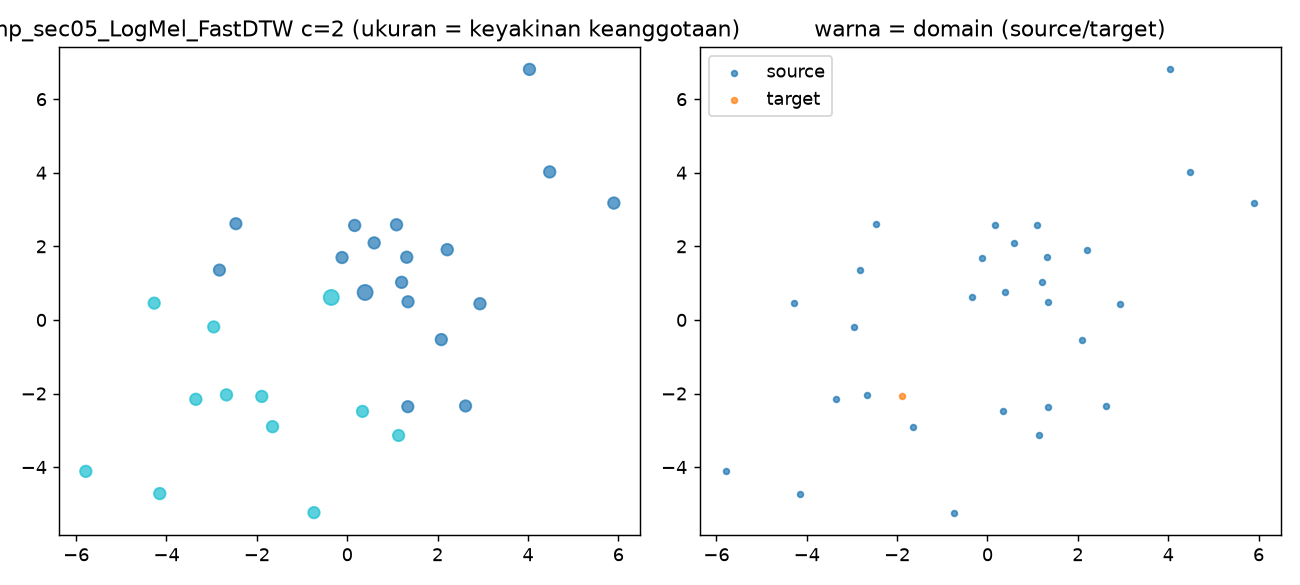 np_sec05_LogMel_FastDTW c=2 (ukuran = keyakinan keanggotaan)
warna = domain (source/target)
6
4
2
0
−2
−4
−6 −4 −2 0 2 4 6
source
target
6
4
2
0
−2
−4
−6 −4 −2 0 2 4 6